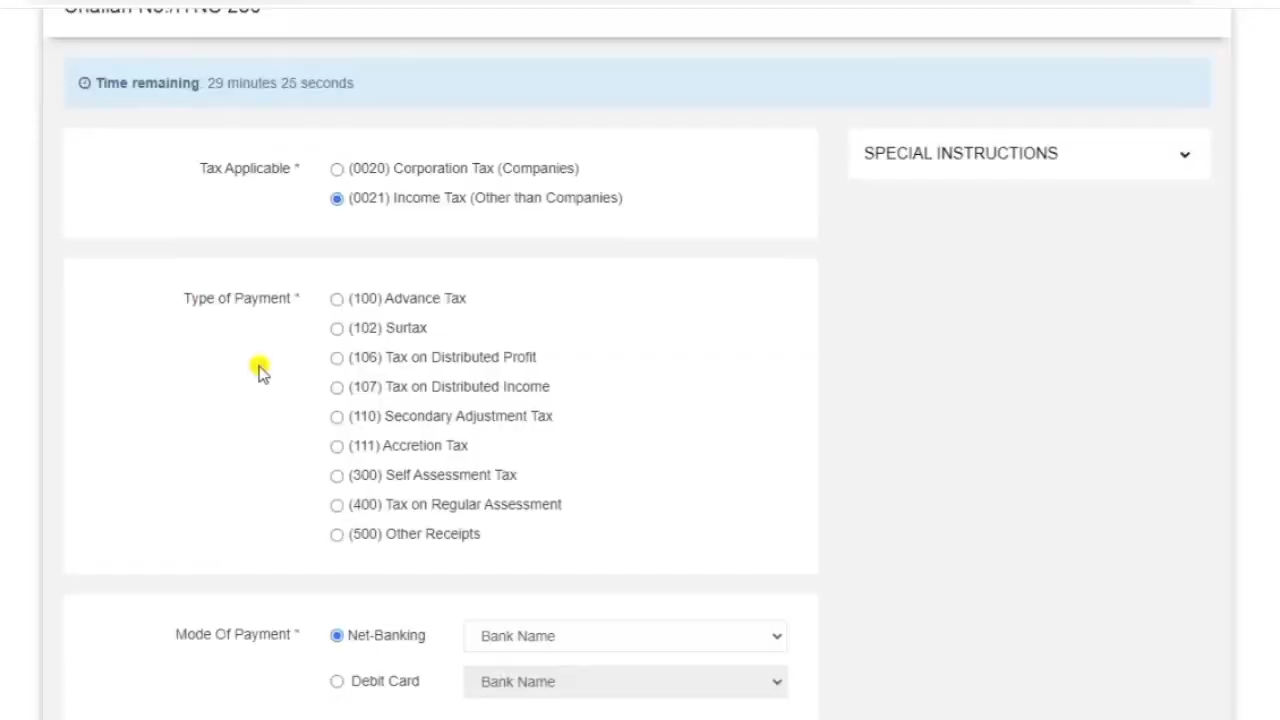 Time remaining: 29 minutes 25 seconds
Tax Applicable *
(0020) Corporation Tax (Companies)
(0021) Income Tax (Other than Companies)
SPECIAL INSTRUCTIONS
Type of Payment *
(100) Advance Tax
(102) Surtax
(106) Tax on Distributed Profit
(107) Tax on Distributed Income
(110) Secondary Adjustment Tax
(111) Accretion Tax
(300) Self Assessment Tax
(400) Tax on Regular Assessment
(500) Other Receipts
Mode Of Payment *
Net-Banking Bank Name
Debit Card Bank Name